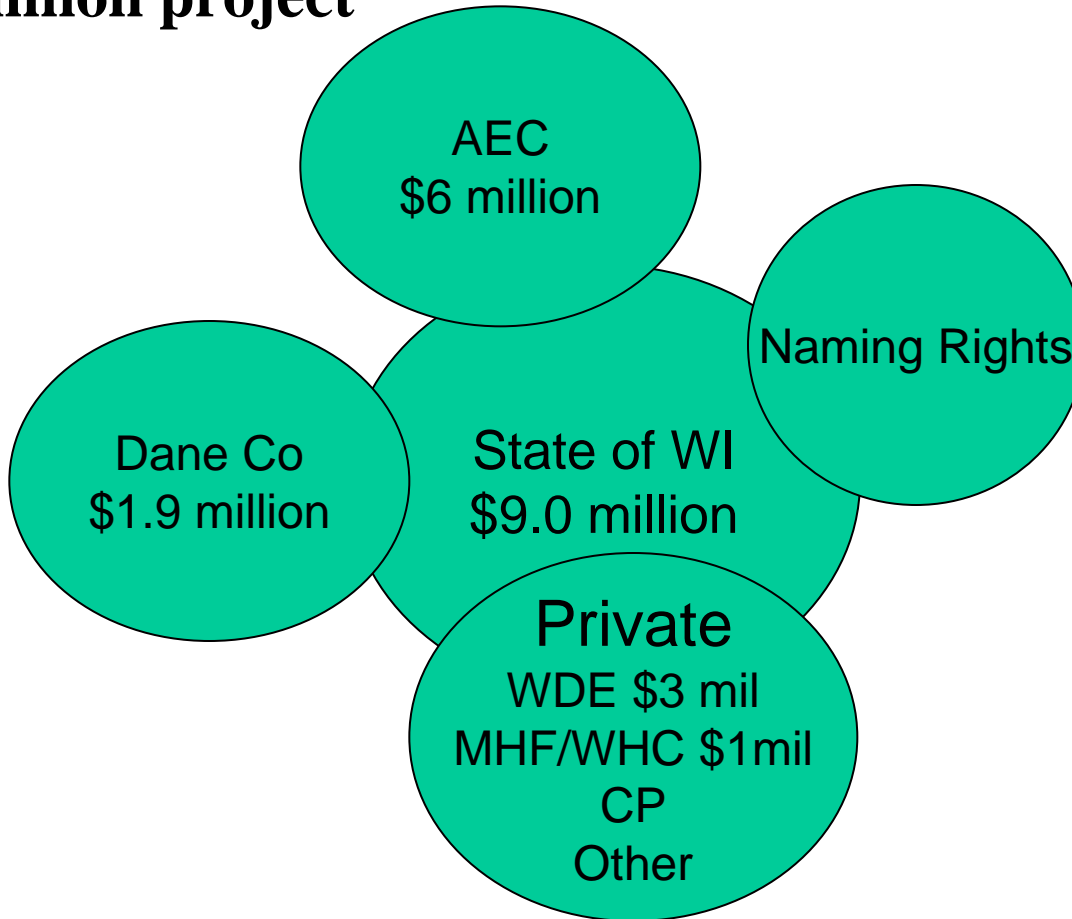 project
AEC
$6 million
Naming Rights
Dane Co
$1.9 million
State of WI
$9.0 million
Private
WDE $3 mil
MHF/WHC $1mil
CP
Other